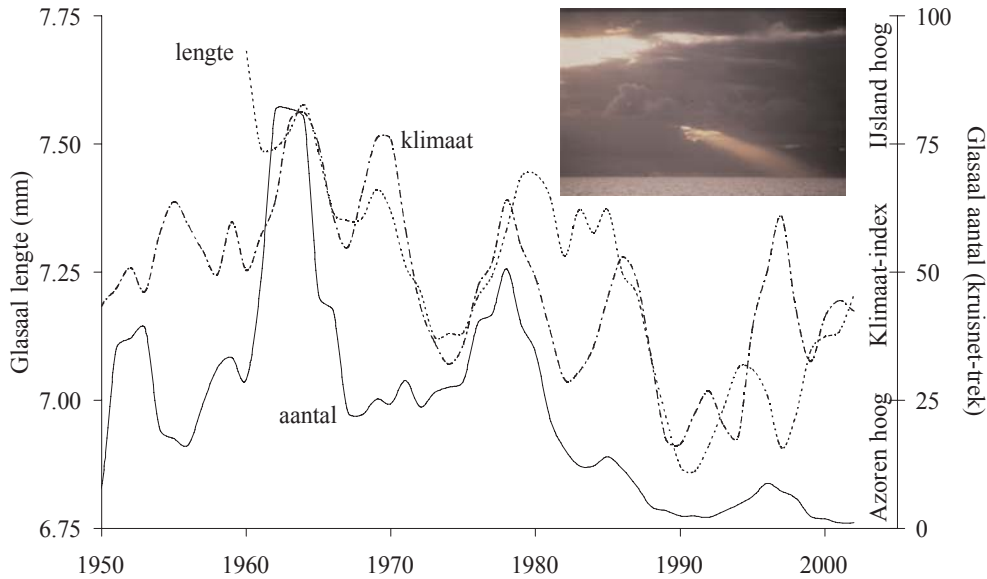 7.75
7.50
7.25
7.00
6.75
Glasaal lengte (mm)
lengte
klimaat
aantal
1950
1960
1970
1980
1990
2000
IJsland hoog
Klimaat-index
Azoren hoog
100
75
50
25
0
Glasaal aantal (kruisnet-trek)